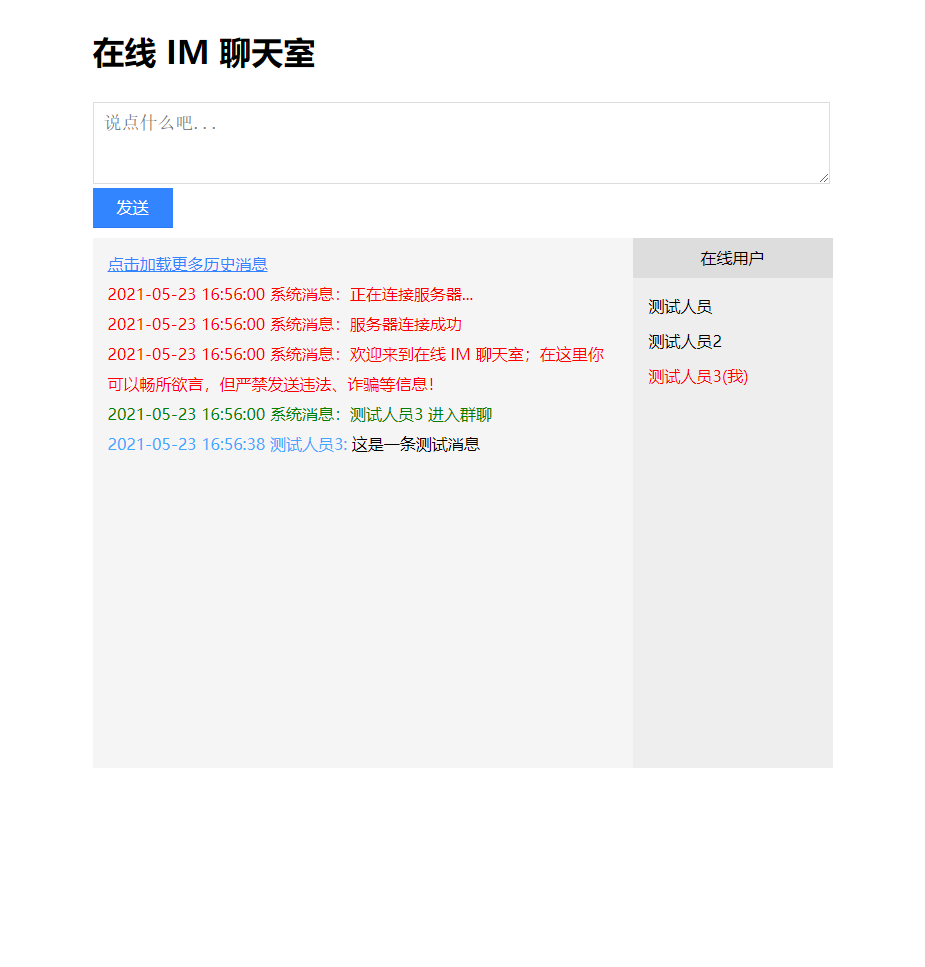 在线 IM 聊天室
说点什么吧...
发送
点击加载更多历史消息
2021-05-23 16:56:00 系统消息：正在连接服务器...
2021-05-23 16:56:00 系统消息：服务器连接成功
2021-05-23 16:56:00 系统消息：欢迎来到在线 IM 聊天室；在这里你
可以畅所欲言，但严禁发送违法、诈骗等信息！
2021-05-23 16:56:00 系统消息：测试人员3 进入群聊
2021-05-23 16:56:38 测试人员3: 这是一条测试消息
在线用户
测试人员
测试人员2
测试人员3(我)